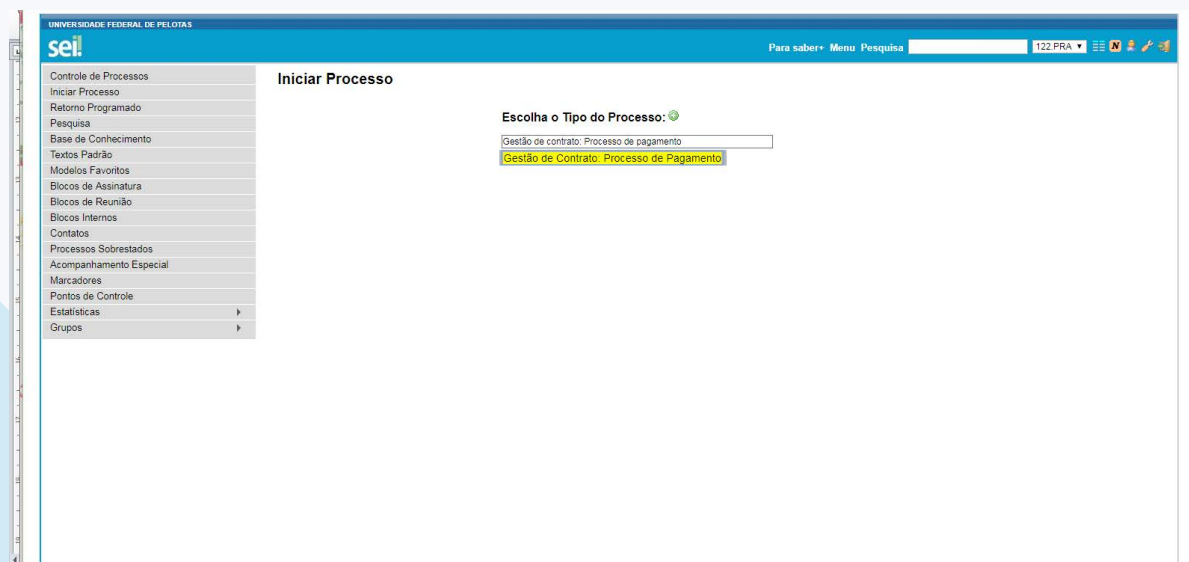 UNIVERSIDADE FEDERAL DE PELOTAS
sei!
Para saber+ Menu Pesquisa
122.PRA
N
Controle de Processos
Iniciar Processo
Retorno Programado
Pesquisa
Base de Conhecimento
Textos Padrão
Modelos Favoritos
Blocos de Assinatura
Blocos de Reunião
Blocos Internos
Contatos
Processos Sobrestados
Acompanhamento Especial
Marcadores
Pontos de Controle
Estatísticas
Grupos
Iniciar Processo
Escolha o Tipo do Processo:
Gestão de contrato: Processo de pagamento
Gestão de Contrato: Processo de Pagamento